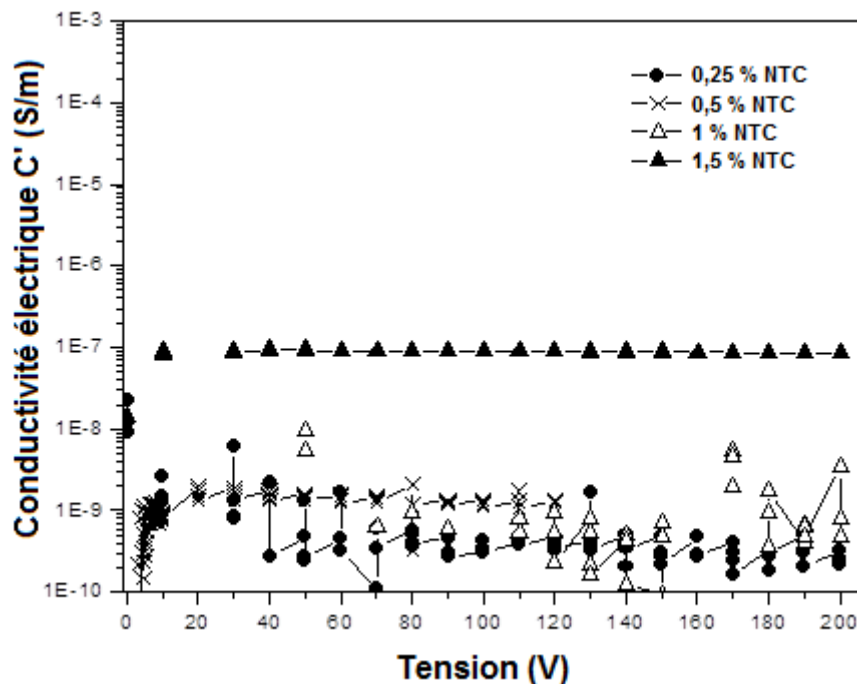 1E-3
1E-4
1E-5
1E-6
1E-7
1E-8
1E-9
1E-10
Conductivité électrique C' (S/m)
0,25 % NTC
0,5 % NTC
1 % NTC
1,5 % NTC
0 20 40 60 80 100 120 140 160 180 200
Tension (V)